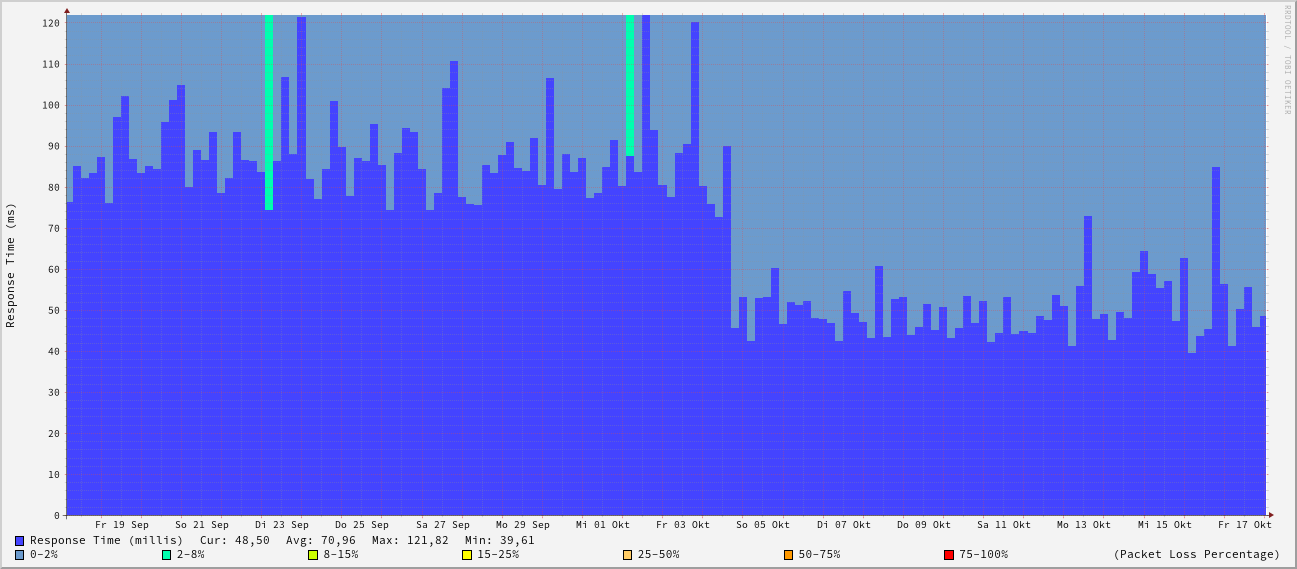 RRDTOOL / TOBI OETIKER
Response Time (ms)
120
110
100
90
80
70
60
50
40
30
20
10
0
Fr 19 Sep So 21 Sep Di 23 Sep Do 25 Sep Sa 27 Sep Mo 29 Sep Mi 01 Okt Fr 03 Okt So 05 Okt Di 07 Okt Do 09 Okt Sa 11 Okt Mo 13 Okt Mi 15 Okt Fr 17 Okt
Response Time (millis) Cur: 48,50 Avg: 70,96 Max: 121,82 Min: 39,61
0-2% 2-8% 8-15% 15-25% 25-50% 50-75% 75-100% (Packet Loss Percentage)